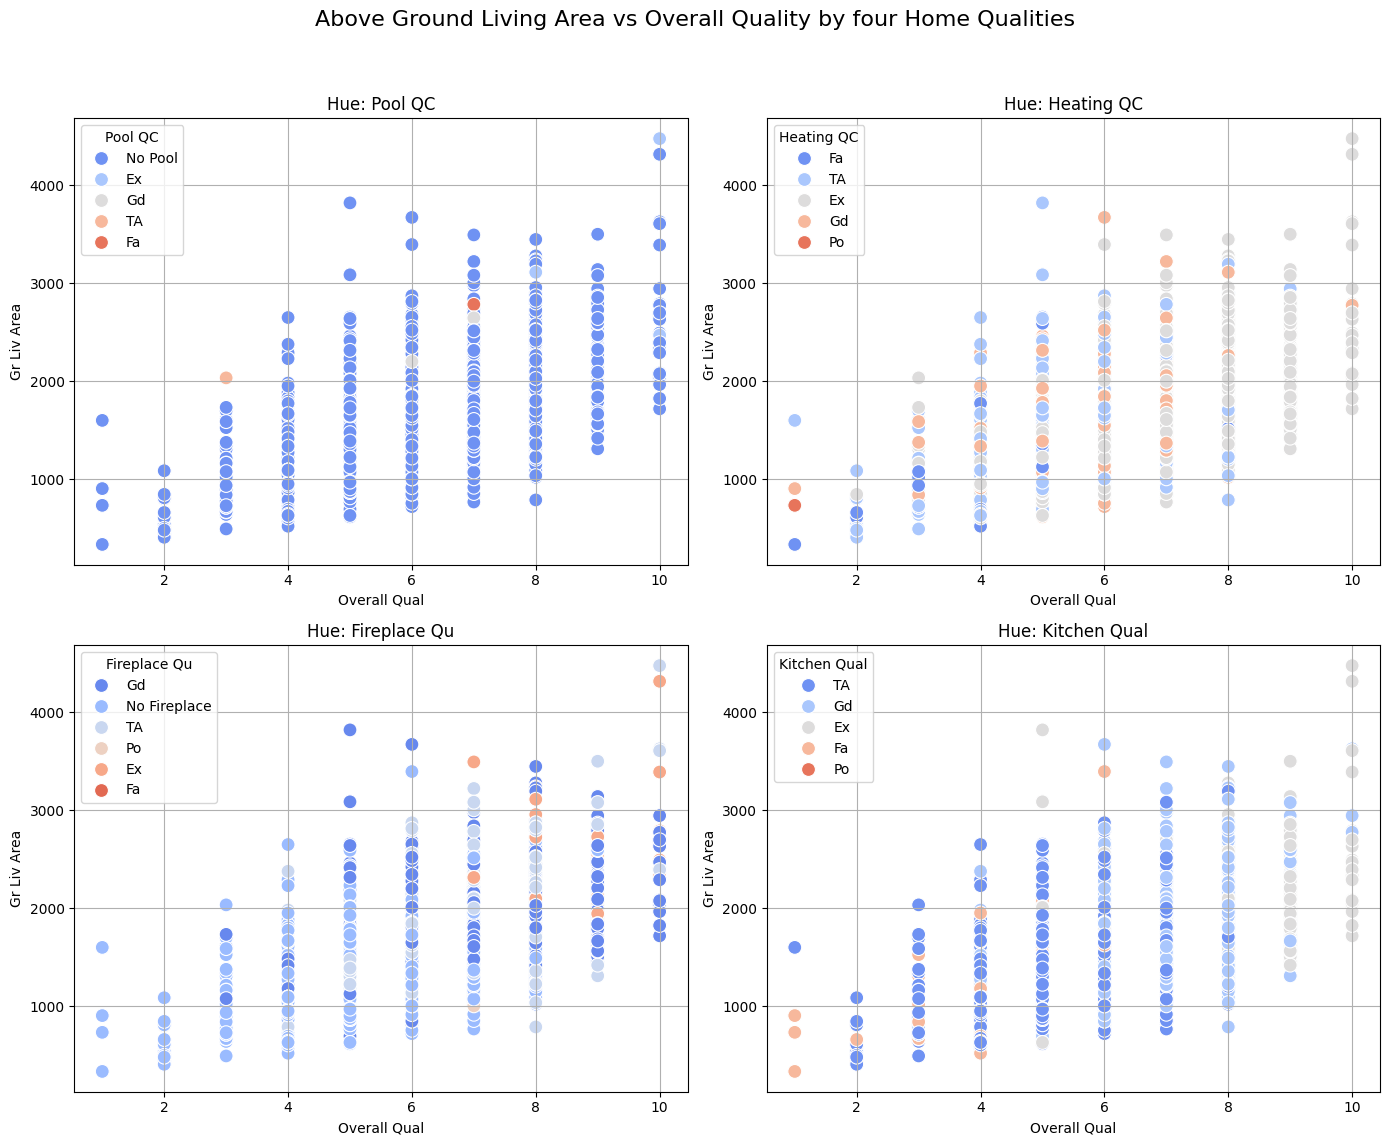 Above Ground Living Area vs Overall Quality by four Home Qualities
Hue: Pool QC
Pool QC
No Pool
Ex
Gd
TA
Fa
4000
3000
2000
1000
Gr Liv Area
2 4 6 8 10
Overall Qual
Hue: Heating QC
Heating QC
Fa
TA
Ex
Gd
Po
4000
3000
2000
1000
Gr Liv Area
2 4 6 8 10
Overall Qual
Hue: Fireplace Qu
Fireplace Qu
Gd
No Fireplace
TA
Po
Ex
Fa
4000
3000
2000
1000
Gr Liv Area
2 4 6 8 10
Overall Qual
Hue: Kitchen Qual
Kitchen Qual
TA
Gd
Ex
Fa
Po
4000
3000
2000
1000
Gr Liv Area
2 4 6 8 10
Overall Qual